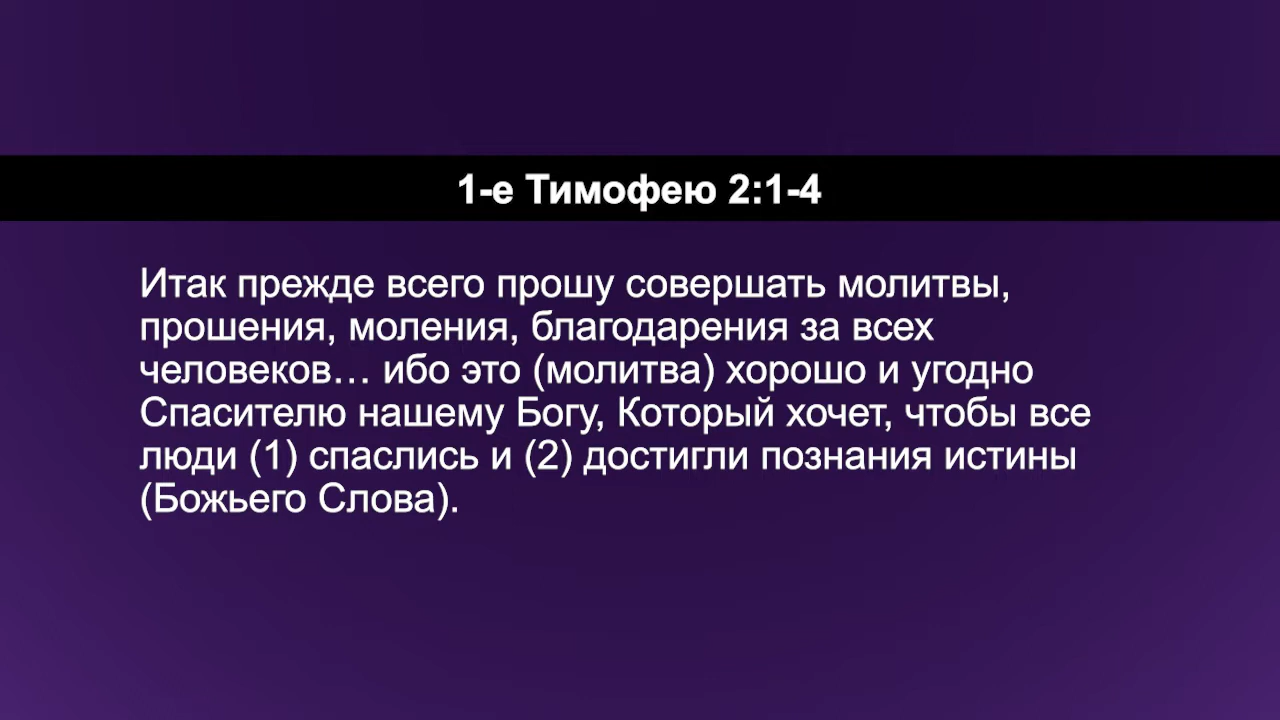 1-е Тимофею 2:1-4
Итак прежде всего прошу совершать молитвы,
прошения, моления, благодарения за всех
человеков… ибо это (молитва) хорошо и угодно
Спасителю нашему Богу, Который хочет, чтобы все
люди (1) спаслись и (2) достигли познания истины
(Божьего Слова).